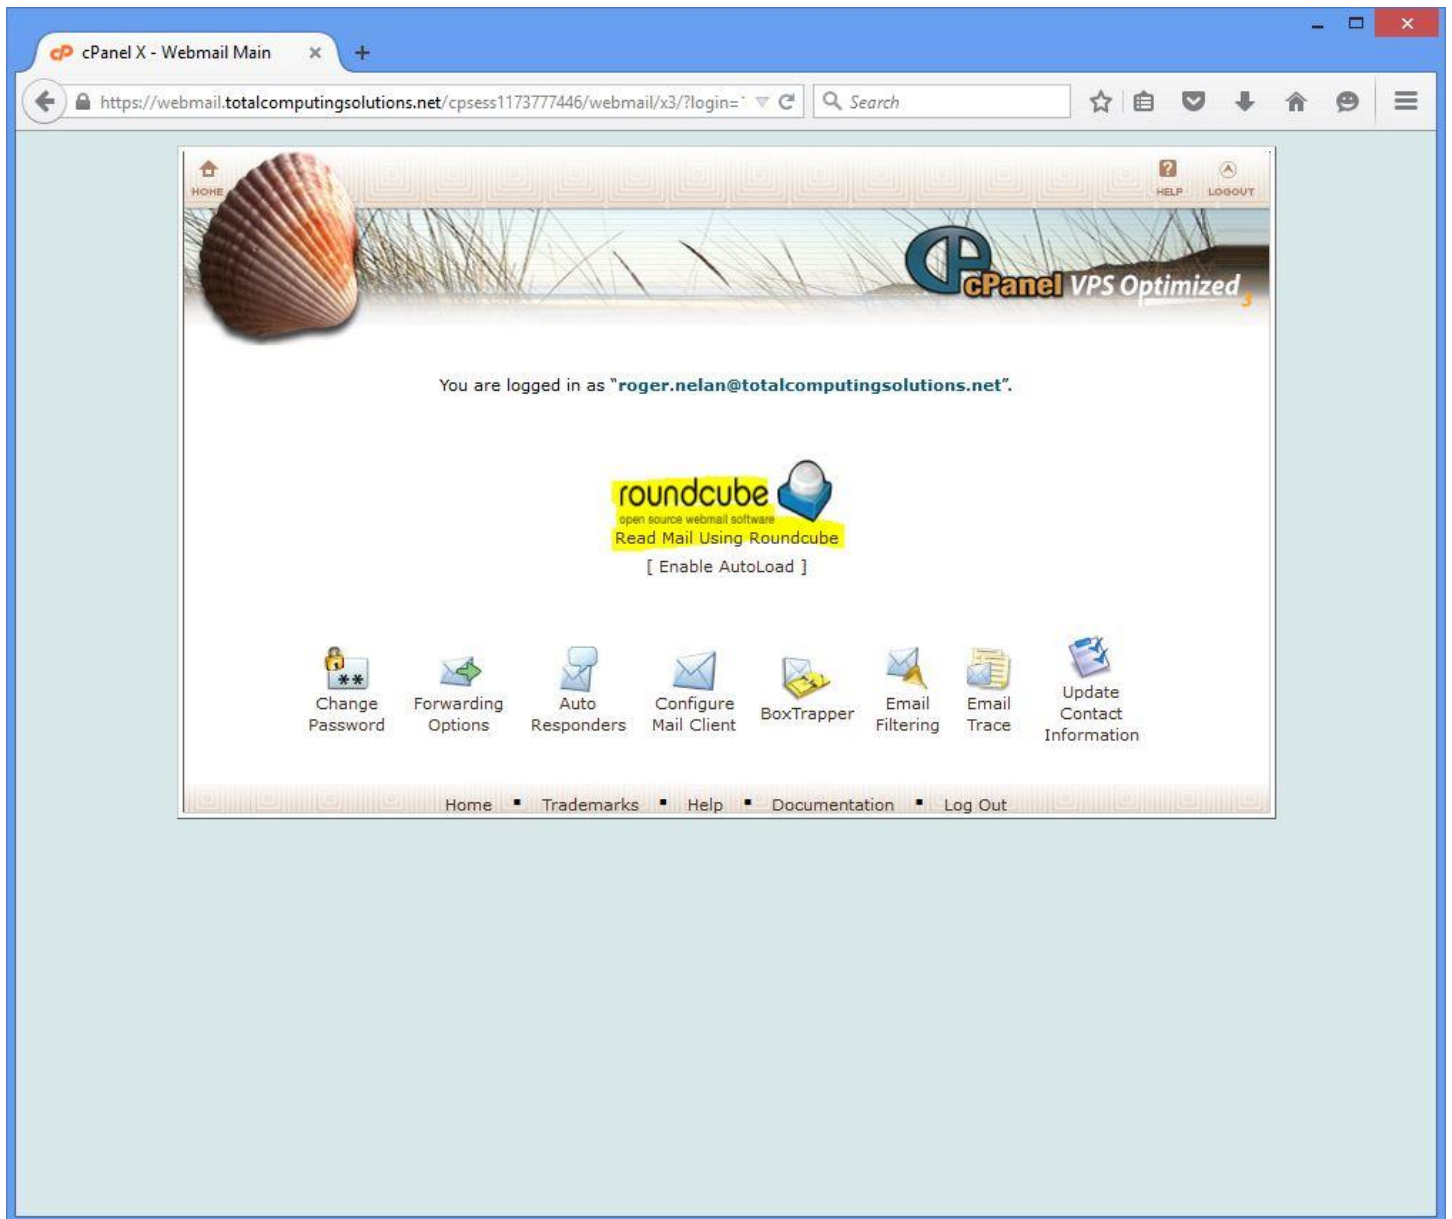 cPanel X - Webmail Main
https://webmail.totalcomputingsolutions.net/cpsess1173777446/webmail/x3/?login=
Search
HOME
HELP
LOGOUT
cPanel VPS Optimized 3
You are logged in as "roger.nelan@totalcomputingsolutions.net".
roundcube
open source webmail software
Read Mail Using Roundcube
[ Enable AutoLoad ]
Change
Password
Forwarding
Options
Auto
Responders
Configure
Mail Client
BoxTrapper
Email
Filtering
Email
Trace
Update
Contact
Information
Home ▪ Trademarks ▪ Help ▪ Documentation ▪ Log Out